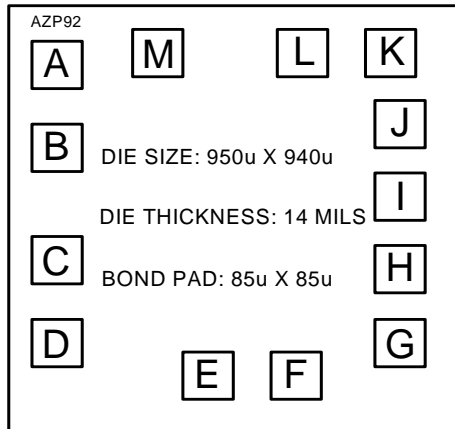 AZP92
A
M
L
K
J
B
DIE SIZE: 950u X 940u
I
DIE THICKNESS: 14 MILS
C
BOND PAD: 85u X 85u
H
D
G
E
F